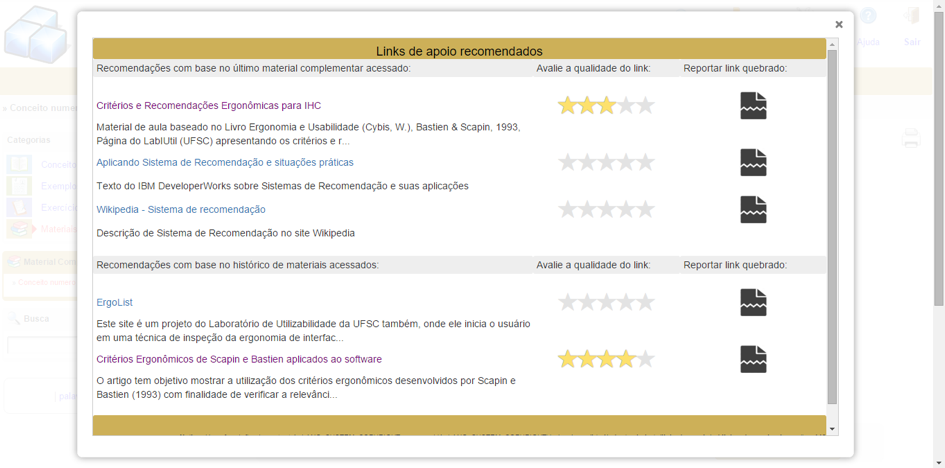 Links de apoio recomendados
Recomendações com base no último material complementar acessado: Avalie a qualidade do link: Reportar link quebrado:
Critérios e Recomendações Ergonômicas para IHC
Material de aula baseado no Livro Ergonomia e Usabilidade (Cybis, W.), Bastien & Scapin, 1993,
Página do LabIUtil (UFSC) apresentando os critérios e r...
Aplicando Sistema de Recomendação e situações práticas
Texto do IBM DeveloperWorks sobre Sistemas de Recomendação e suas aplicações
Wikipedia - Sistema de recomendação
Descrição de Sistema de Recomendação no site Wikipedia
Recomendações com base no histórico de materiais acessados: Avalie a qualidade do link: Reportar link quebrado:
ErgoList
Este site é um projeto do Laboratório de Utilizabilidade da UFSC também, onde ele inicia o usuário
em uma técnica de inspeção da ergonomia de interfac...
Critérios Ergonômicos de Scapin e Bastien aplicados ao software
O artigo tem objetivo mostrar a utilização dos critérios ergonômicos desenvolvidos por Scapin e
Bastien (1993) com finalidade de verificar a relevânci...
Ajuda
Sair
Conceito nume
Categorias
Conceito
Exemplo
Exercício
Materiais
Material Com
Conceito numer
Busca